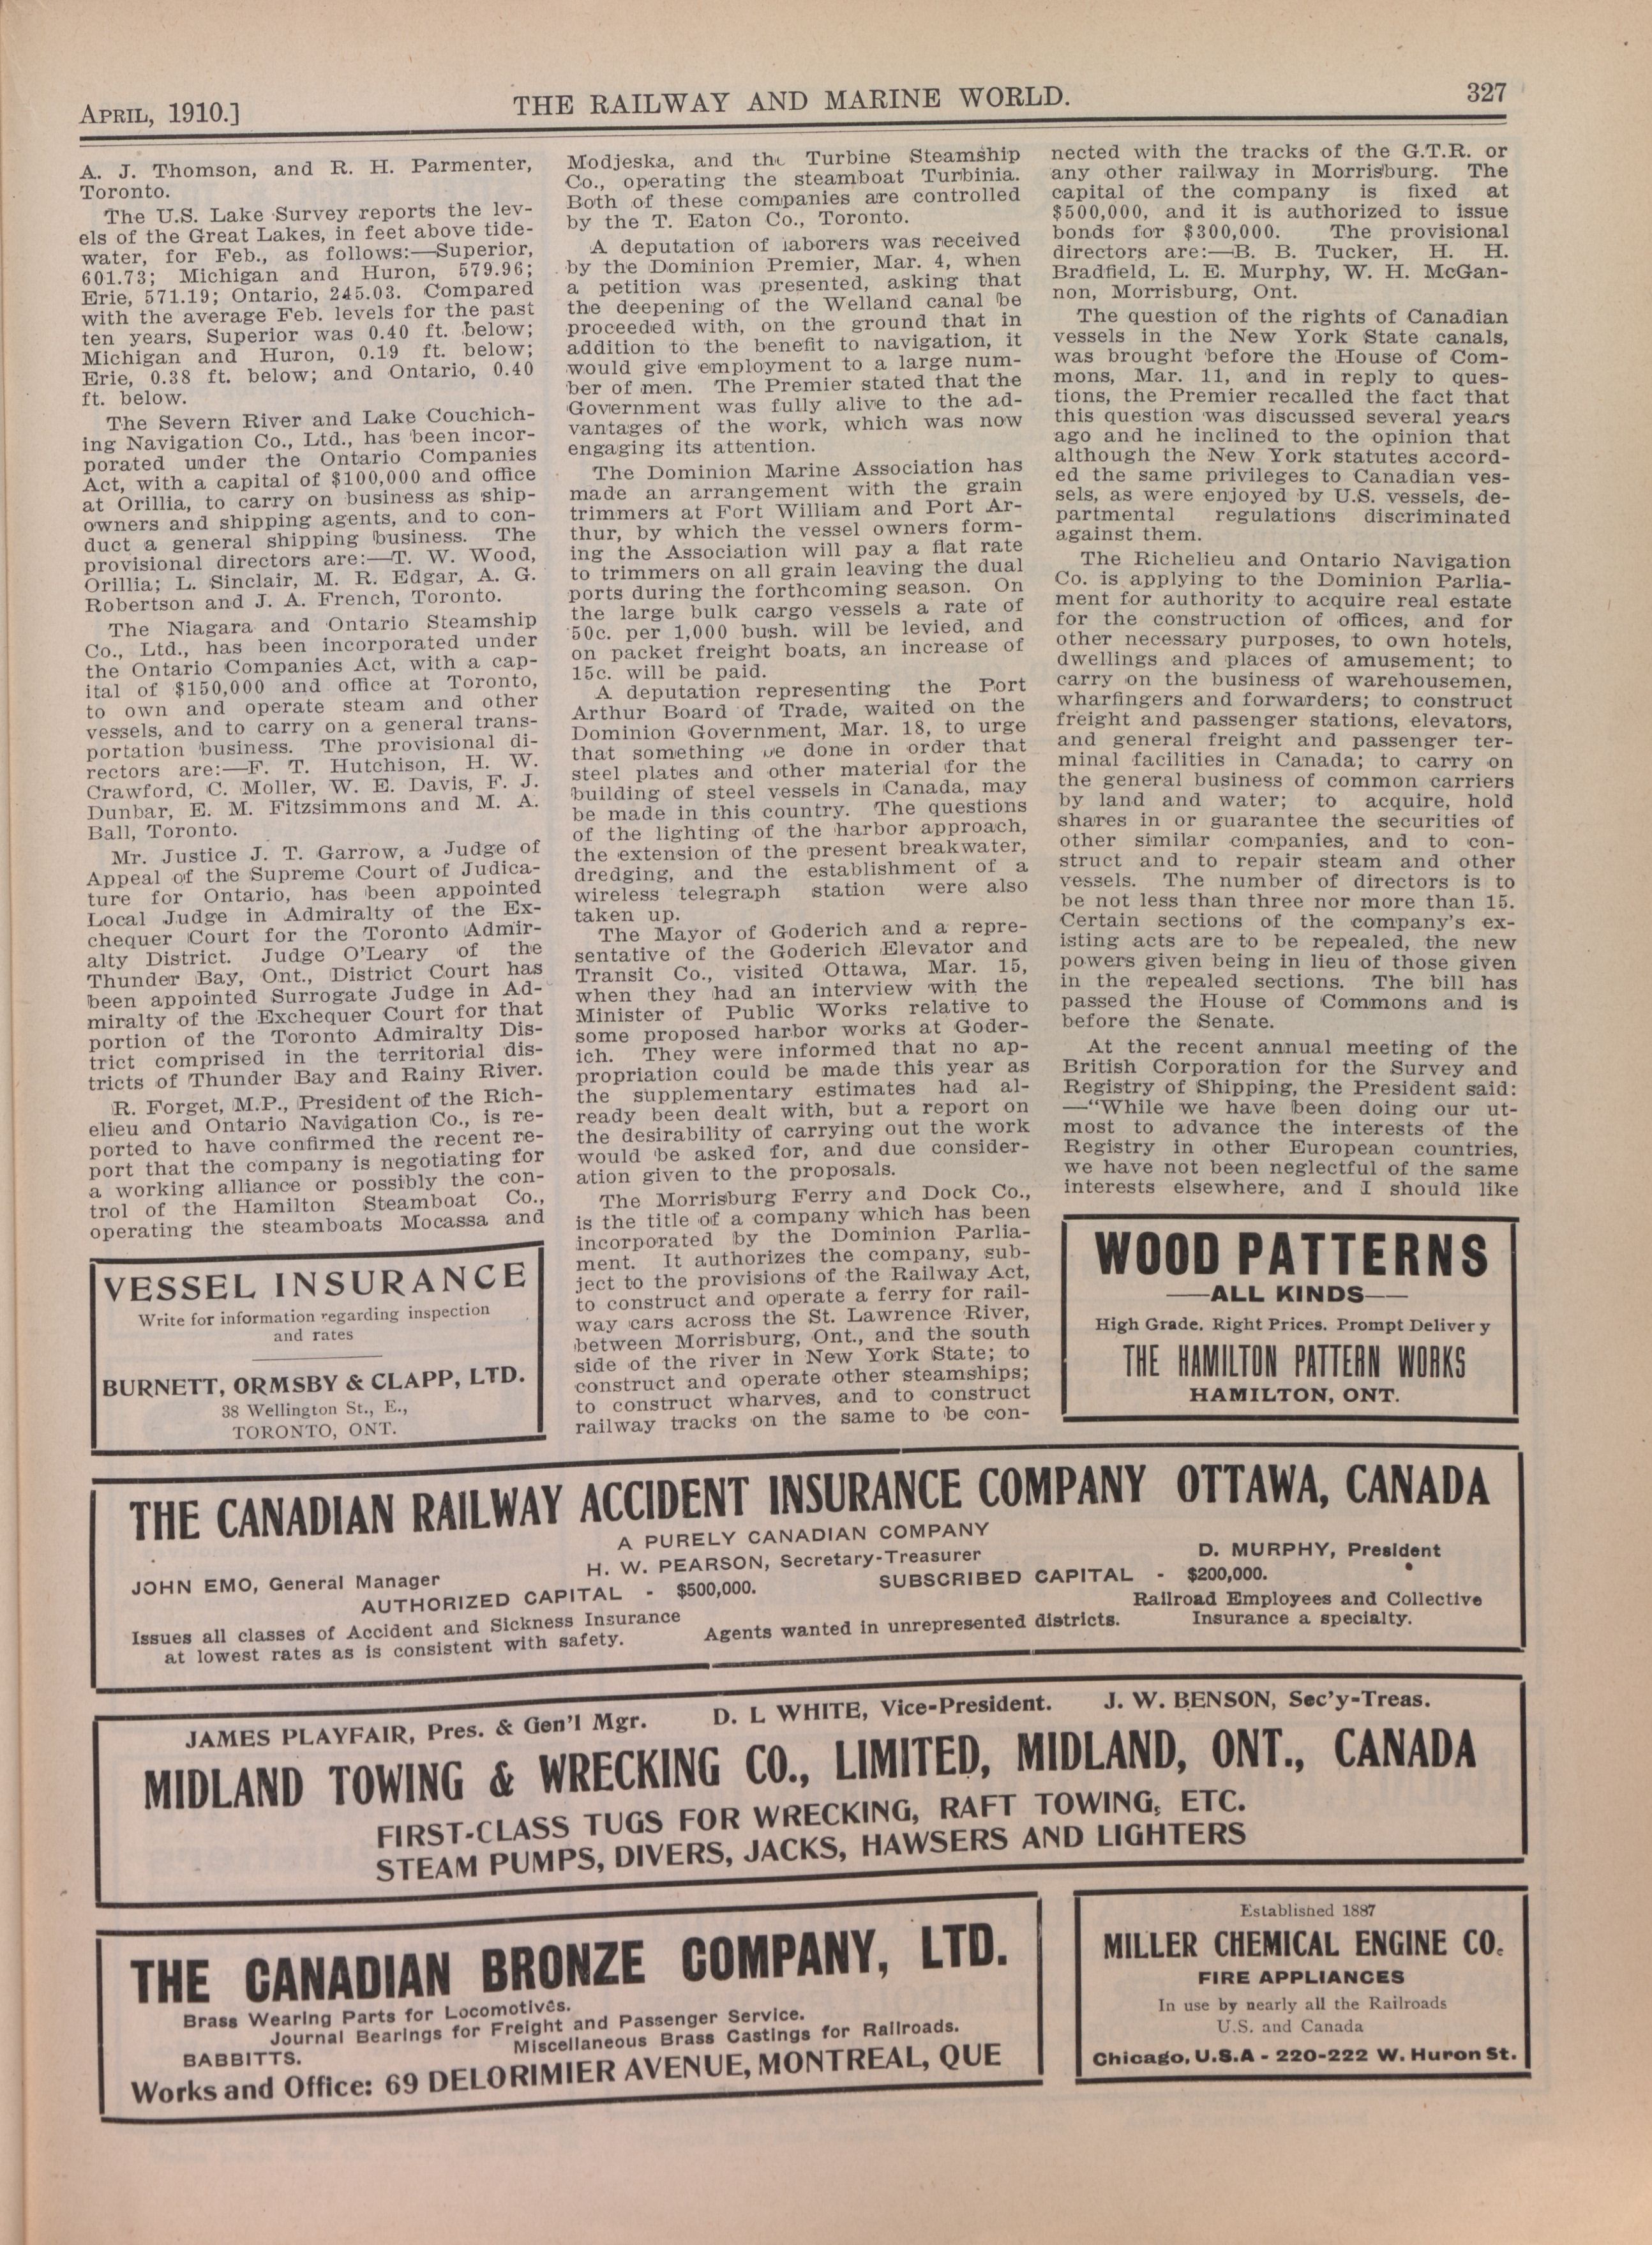 APRIL, 1910.]
THE RAILWAY AND MARINE WORLD.
327
A. J. Thomson, and R. H. Parmenter,
Toronto.
The U.S. Lake Survey reports the lev-
els of the Great Lakes, in feet above tide-
water, for Feb., as follows:—Superior,
601.73; Michigan and Huron, 579.96;
Erie, 571.19; Ontario, 245.03. Compared
with the average Feb. levels for the past
ten years, Superior was 0.40 ft. below;
Michigan and Huron, 0.19 ft. below;
Erie, 0.38 ft. below; and Ontario, 0.40
ft. below.
The Severn River and Lake Couchich-
ing Navigation Co., Ltd., has been incor-
porated under the Ontario Companies
Act, with a capital of $100,000 and office
at Orillia, to carry on business as ship-
owners and shipping agents, and to con-
duct a general shipping business. The
provisional directors are:—T. W. Wood,
Orillia; L. Sinclair, M. R. Edgar, A. G.
Robertson and J. A. French, Toronto.
The Niagara and Ontario Steamship
Co., Ltd., has been incorporated under
the Ontario Companies Act, with a cap-
ital of $150,000 and office at Toronto,
to own and operate steam and other
vessels, and to carry on a general trans-
portation business. The provisional di-
rectors are:—F. T. Hutchison, H. W.
Crawford, C. Moller, W. E. Davis, F. J.
Dunbar, E. M. Fitzsimmons and M. A.
Ball, Toronto.
Mr. Justice J. T. Garrow, a Judge of
Appeal of the Supreme Court of Judica-
ture for Ontario, has been appointed
Local Judge in Admiralty of the Ex-
chequer Court for the Toronto Admir-
alty District. Judge O'Leary of the
Thunder Bay, Ont., District Court has
been appointed Surrogate Judge in Ad-
miralty of the Exchequer Court for that
portion of the Toronto Admiralty Dis-
trict comprised in the territorial dis-
tricts of Thunder Bay and Rainy River.
R. Forget, M.P., President of the Rich-
elieu and Ontario Navigation Co., is re-
ported to have confirmed the recent re-
port that the company is negotiating for
a working alliance or possibly the con-
trol of the Hamilton Steamboat Co.,
operating the steamboats Mocassa and
Modjeska, and the Turbine Steamship
Co., operating the steamboat Turbinia.
Both of these companies are controlled
by the T. Eaton Co., Toronto.
A deputation of laborers was received
by the Dominion Premier, Mar. 4, when
a petition was presented, asking that
the deepening of the Welland canal be
proceeded with, on the ground that in
addition to the benefit to navigation, it
would give employment to a large num-
ber of men. The Premier stated that the
Government was fully alive to the ad-
vantages of the work, which was now
engaging its attention.
The Dominion Marine Association has
made an arrangement with the grain
trimmers at Fort William and Port Ar-
thur, by which the vessel owners form-
ing the Association will pay a flat rate
to trimmers on all grain leaving the dual
ports during the forthcoming season. On
the large bulk cargo vessels a rate of
50c. per 1,000 bush. will be levied, and
on packet freight boats, an increase of
15c. will be paid.
A deputation representing the Port
Arthur Board of Trade, waited on the
Dominion Government, Mar. 18, to urge
that something be done in order that
steel plates and other material for the
building of steel vessels in Canada, may
be made in this country. The questions
of the lighting of the harbor approach,
the extension of the present breakwater,
dredging, and the establishment of a
wireless telegraph station were also
taken up.
The Mayor of Goderich and a repre-
sentative of the Goderich Elevator and
Transit Co., visited Ottawa, Mar. 15,
when they had an interview with the
Minister of Public Works relative to
some proposed harbor works at Goder-
ich. They were informed that no ap-
propriation could be made this year as
the supplementary estimates had al-
ready been dealt with, but a report on
the desirability of carrying out the work
would be asked for, and due consider-
ation given to the proposals.
The Morrisburg Ferry and Dock Co.,
is the title of a company which has been
incorporated by the Dominion Parlia-
ment. It authorizes the company, sub-
ject to the provisions of the Railway Act,
to construct and operate a ferry for rail-
way cars across the St. Lawrence River,
between Morrisburg, Ont., and the south
side of the river in New York State; to
construct and operate other steamships;
to construct wharves, and to construct
railway tracks on the same to be con-
nected with the tracks of the G.T.R. or
any other railway in Morrisburg. The
capital of the company is fixed at
$500,000, and it is authorized to issue
bonds for $300,000. The provisional
directors are:—B. B. Tucker, H. H.
Bradfield, L. E. Murphy, W. H. McGan-
non, Morrisburg, Ont.
The question of the rights of Canadian
vessels in the New York State canals,
was brought before the House of Com-
mons, Mar. 11, and in reply to ques-
tions, the Premier recalled the fact that
this question was discussed several years
ago and he inclined to the opinion that
although the New York statutes accord-
ed the same privileges to Canadian ves-
sels, as were enjoyed by U.S. vessels, de-
partmental regulations discriminated
against them.
The Richelieu and Ontario Navigation
Co. is applying to the Dominion Parlia-
ment for authority to acquire real estate
for the construction of offices, and for
other necessary purposes, to own hotels,
dwellings and places of amusement; to
carry on the business of warehousemen,
wharfingers and forwarders; to construct
freight and passenger stations, elevators,
and general freight and passenger ter-
minal facilities in Canada; to carry on
the general business of common carriers
by land and water; to acquire, hold
shares in or guarantee the securities of
other similar companies, and to con-
struct and to repair steam and other
vessels. The number of directors is to
be not less than three nor more than 15.
Certain sections of the company's ex-
isting acts are to be repealed, the new
powers given being in lieu of those given
in the repealed sections. The bill has
passed the House of Commons and is
before the Senate.
At the recent annual meeting of the
British Corporation for the Survey and
Registry of Shipping, the President said:
—"While we have been doing our ut-
most to advance the interests of the
Registry in other European countries,
we have not been neglectful of the same
interests elsewhere, and I should like
VESSEL INSURANCE
Write for information regarding inspection
and rates
BURNETT, ORMSBY & CLAPP, LTD.
38 Wellington St., E.,
TORONTO, ONT.
WOOD PATTERNS
—ALL KINDS—
High Grade. Right Prices. Prompt Delivery
THE HAMILTON PATTERN WORKS
HAMILTON, ONT.
THE CANADIAN RAILWAY ACCIDENT INSURANCE COMPANY OTTAWA, CANADA
A PURELY CANADIAN COMPANY
JOHN EMO, General Manager H. W. PEARSON, Secretary-Treasurer D. MURPHY, President
AUTHORIZED CAPITAL - $500,000. SUBSCRIBED CAPITAL - $200,000.
Issues all classes of Accident and Sickness Insurance
at lowest rates as is consistent with safety.
Agents wanted in unrepresented districts.
Railroad Employees and Collective
Insurance a specialty.
JAMES PLAYFAIR, Pres. & Gen'l Mgr. D. L WHITE, Vice-President. J. W. BENSON, Sec'y-Treas.
MIDLAND TOWING & WRECKING CO., LIMITED, MIDLAND, ONT., CANADA
FIRST-CLASS TUGS FOR WRECKING, RAFT TOWING, ETC.
STEAM PUMPS, DIVERS, JACKS, HAWSERS AND LIGHTERS
THE CANADIAN BRONZE COMPANY, LTD.
Brass Wearing Parts for Locomotives.
Journal Bearings for Freight and Passenger Service.
BABBITTS. Miscellaneous Brass Castings for Railroads.
Works and Office: 69 DELORIMIER AVENUE, MONTREAL, QUE
Established 1887
MILLER CHEMICAL ENGINE CO.
FIRE APPLIANCES
In use by nearly all the Railroads
U.S. and Canada
Chicago, U.S.A - 220-222 W. Huron St.